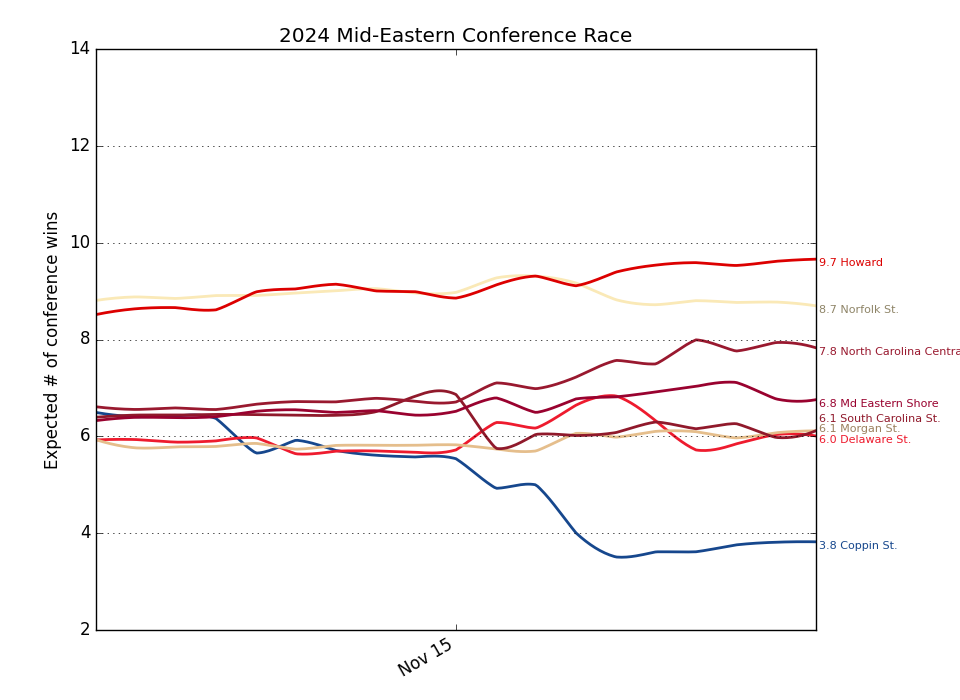 2024 Mid-Eastern Conference Race
14
12
10
8
6
4
2
Expected # of conference wins
Nov 15
9.7 Howard
8.7 Norfolk St.
7.8 North Carolina Centra
6.8 Md Eastern Shore
6.1 South Carolina St.
6.1 Morgan St.
6.0 Delaware St.
3.8 Coppin St.